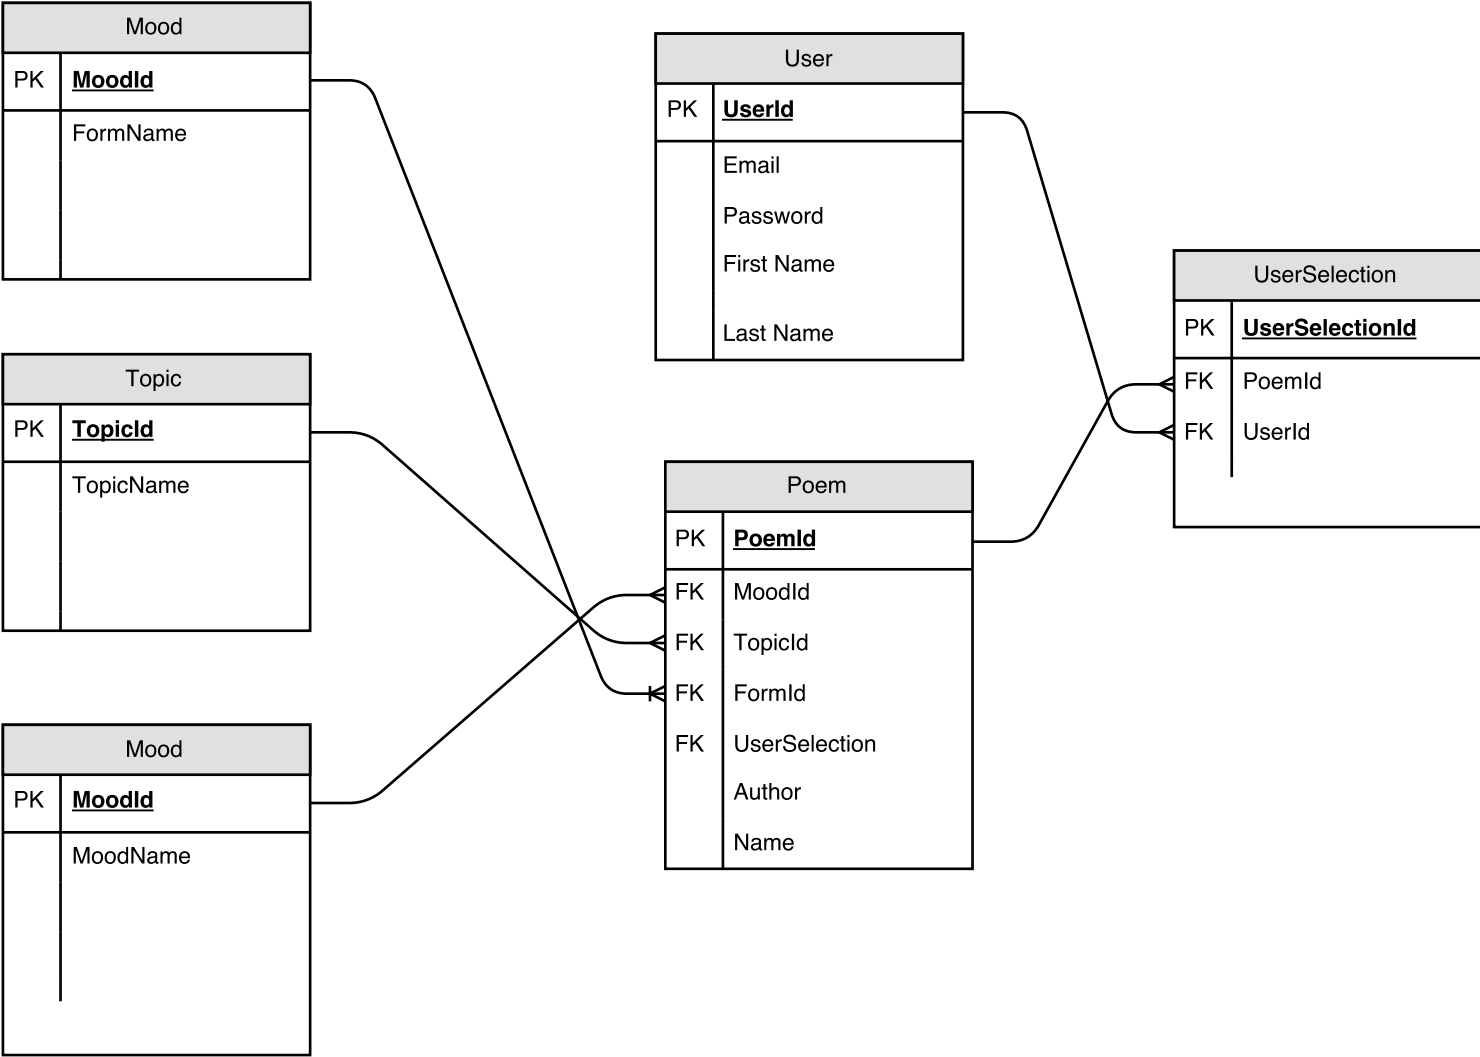 Mood
PK MoodId
FormName
User
PK UserId
Email
Password
First Name
Last Name
UserSelection
PK UserSelectionId
FK PoemId
FK UserId
Topic
PK TopicId
TopicName
Poem
PK PoemId
FK MoodId
FK TopicId
FK FormId
FK UserSelection
Author
Name
Mood
PK MoodId
MoodName